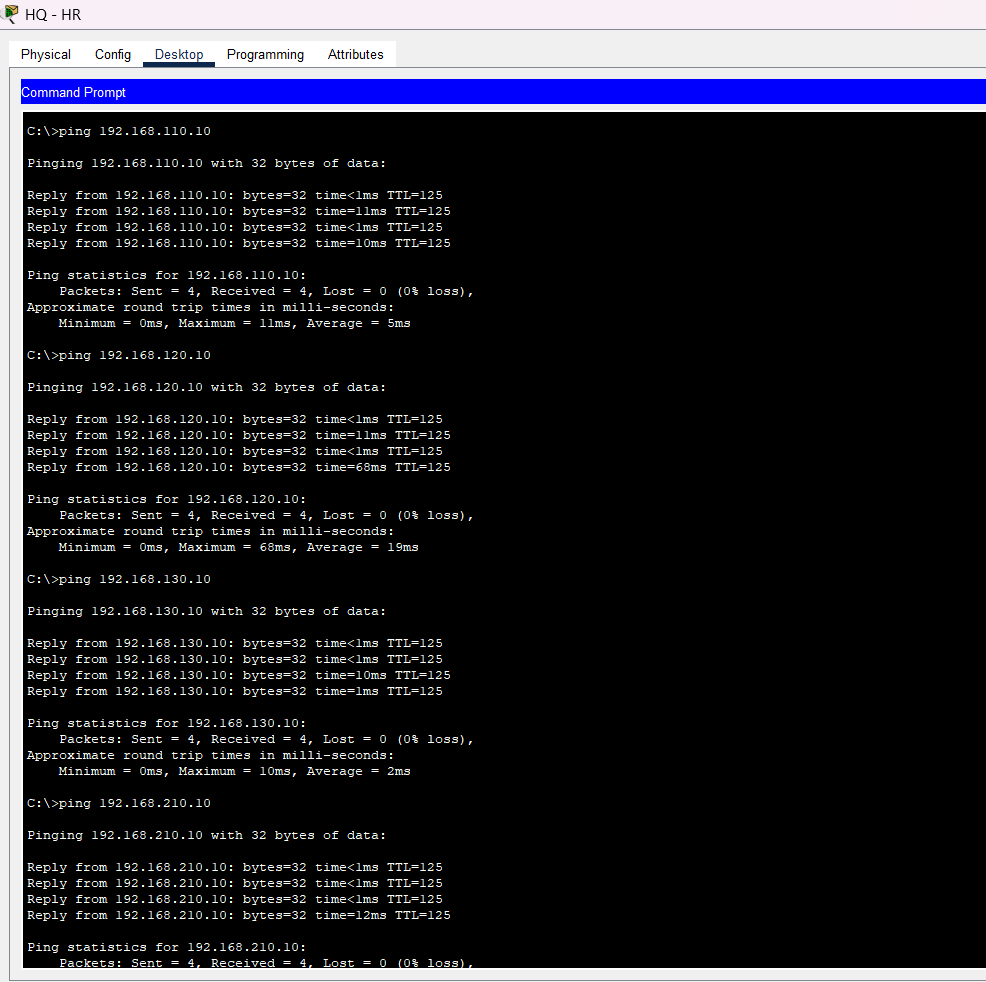 HQ - HR
Physical Config Desktop Programming Attributes
Command Prompt
C:\>ping 192.168.110.10
Pinging 192.168.110.10 with 32 bytes of data:
Reply from 192.168.110.10: bytes=32 time<1ms TTL=125
Reply from 192.168.110.10: bytes=32 time=11ms TTL=125
Reply from 192.168.110.10: bytes=32 time<1ms TTL=125
Reply from 192.168.110.10: bytes=32 time=10ms TTL=125
Ping statistics for 192.168.110.10:
Packets: Sent = 4, Received = 4, Lost = 0 (0% loss),
Approximate round trip times in milli-seconds:
Minimum = 0ms, Maximum = 11ms, Average = 5ms
C:\>ping 192.168.120.10
Pinging 192.168.120.10 with 32 bytes of data:
Reply from 192.168.120.10: bytes=32 time<1ms TTL=125
Reply from 192.168.120.10: bytes=32 time=11ms TTL=125
Reply from 192.168.120.10: bytes=32 time<1ms TTL=125
Reply from 192.168.120.10: bytes=32 time=68ms TTL=125
Ping statistics for 192.168.120.10:
Packets: Sent = 4, Received = 4, Lost = 0 (0% loss),
Approximate round trip times in milli-seconds:
Minimum = 0ms, Maximum = 68ms, Average = 19ms
C:\>ping 192.168.130.10
Pinging 192.168.130.10 with 32 bytes of data:
Reply from 192.168.130.10: bytes=32 time<1ms TTL=125
Reply from 192.168.130.10: bytes=32 time<1ms TTL=125
Reply from 192.168.130.10: bytes=32 time=10ms TTL=125
Reply from 192.168.130.10: bytes=32 time=1ms TTL=125
Ping statistics for 192.168.130.10:
Packets: Sent = 4, Received = 4, Lost = 0 (0% loss),
Approximate round trip times in milli-seconds:
Minimum = 0ms, Maximum = 10ms, Average = 2ms
C:\>ping 192.168.210.10
Pinging 192.168.210.10 with 32 bytes of data:
Reply from 192.168.210.10: bytes=32 time<1ms TTL=125
Reply from 192.168.210.10: bytes=32 time<1ms TTL=125
Reply from 192.168.210.10: bytes=32 time<1ms TTL=125
Reply from 192.168.210.10: bytes=32 time=12ms TTL=125
Ping statistics for 192.168.210.10:
Packets: Sent = 4, Received = 4, Lost = 0 (0% loss),